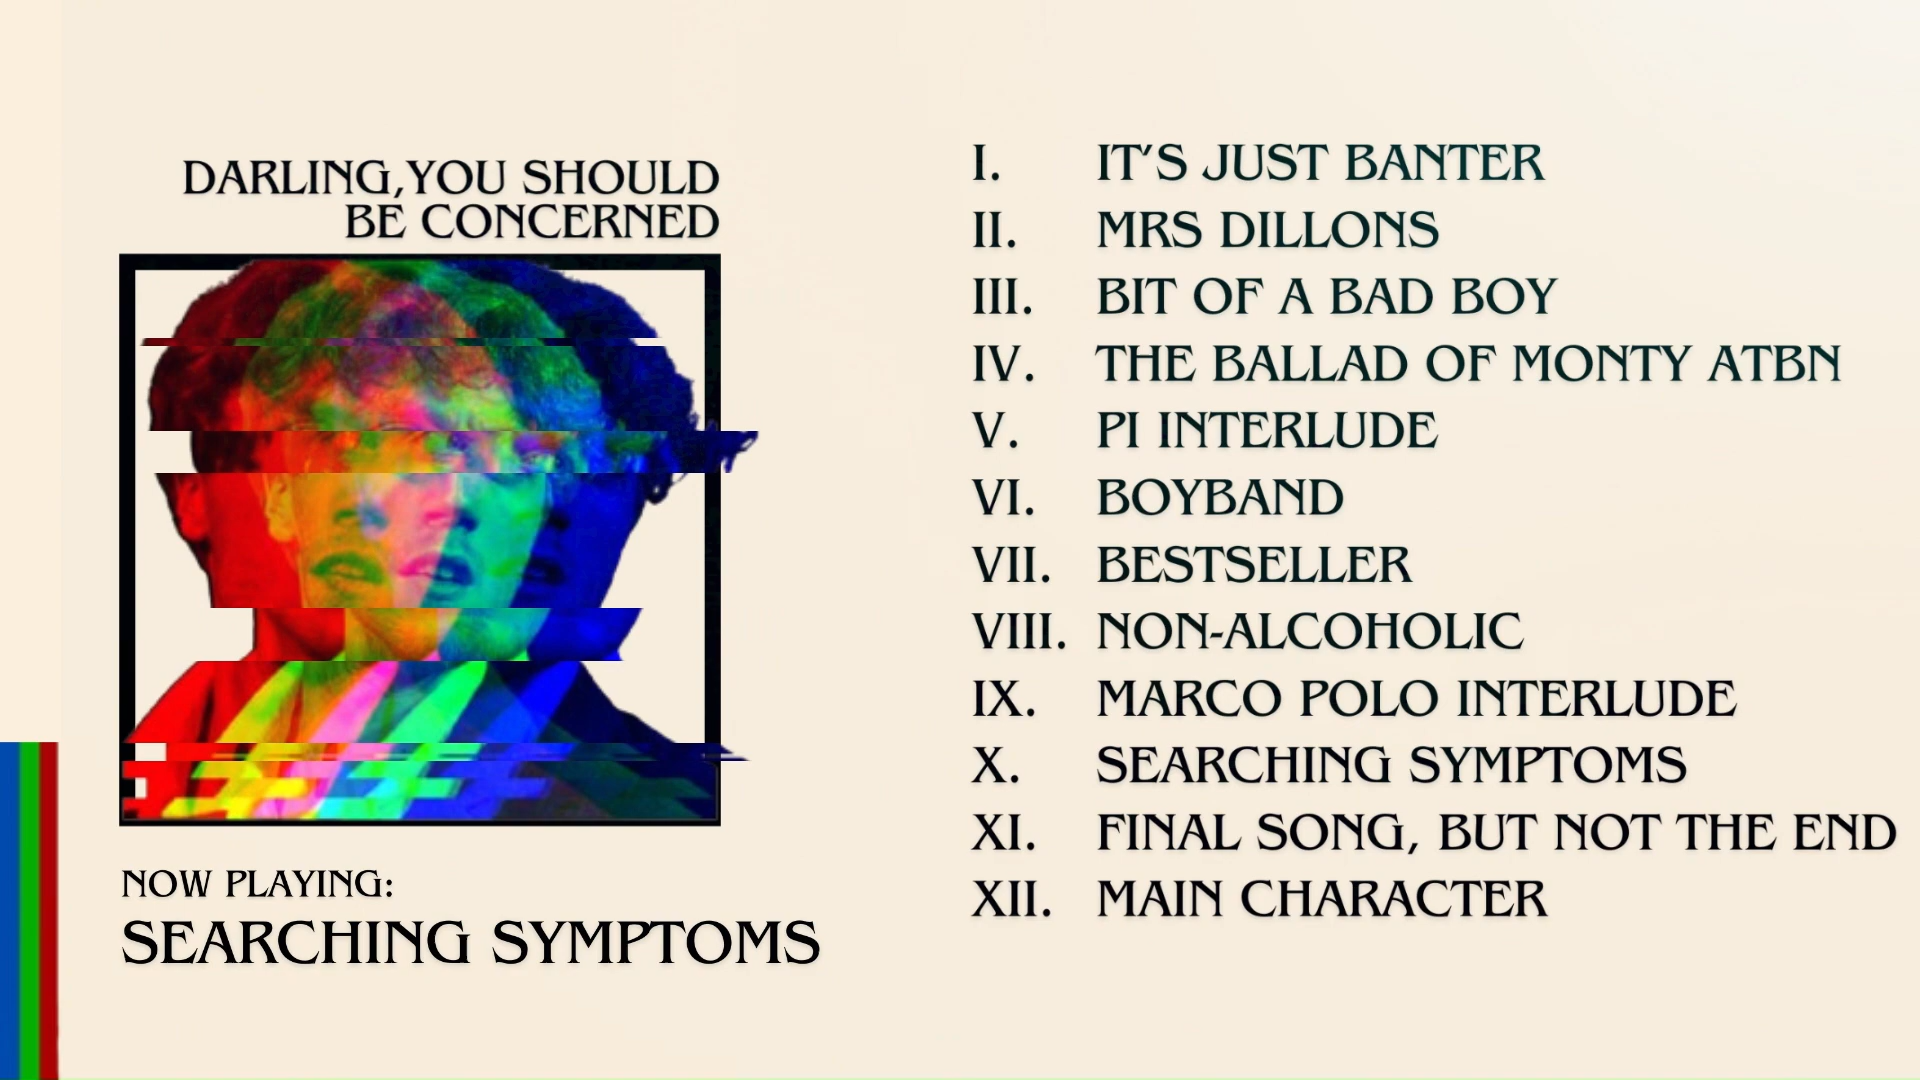 DARLING,YOU SHOULD
BE CONCERNED
NOW PLAYING:
SEARCHING SYMPTOMS
I. IT'S JUST BANTER
II. MRS DILLONS
III. BIT OF A BAD BOY
IV. THE BALLAD OF MONTY ATBN
V. PI INTERLUDE
VI. BOYBAND
VII. BESTSELLER
VIII. NON-ALCOHOLIC
IX. MARCO POLO INTERLUDE
X. SEARCHING SYMPTOMS
XI. FINAL SONG, BUT NOT THE END
XII. MAIN CHARACTER